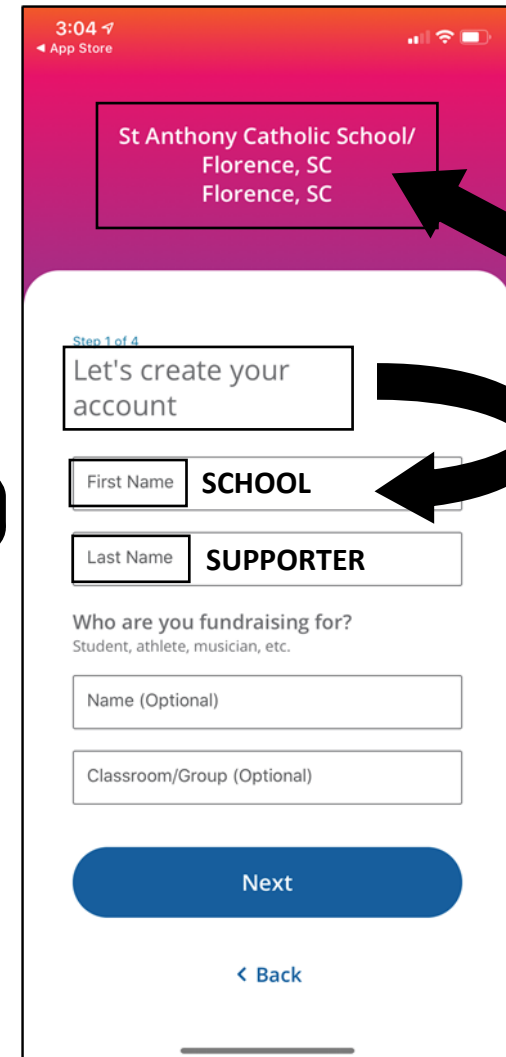 3:04
App Store
St Anthony Catholic School/
Florence, SC
Florence, SC
Step 1 of 4
Let's create your
account
First Name SCHOOL
Last Name SUPPORTER
Who are you fundraising for?
Student, athlete, musician, etc.
Name (Optional)
Classroom/Group (Optional)
Next
Back